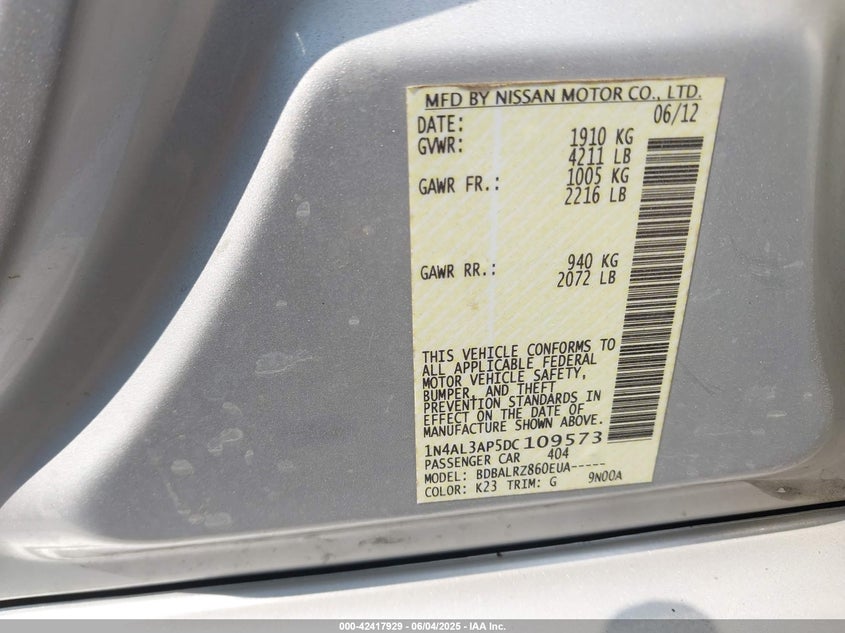 MFD BY NISSAN MOTOR CO., LTD.
DATE: 06/12
GVWR: 1910 KG
4211 LB
GAWR FR.: 1005 KG
2216 LB
GAWR RR.: 940 KG
2072 LB
THIS VEHICLE CONFORMS TO
ALL APPLICABLE FEDERAL
MOTOR VEHICLE SAFETY,
BUMPER, AND THEFT
PREVENTION STANDARDS IN
EFFECT ON THE DATE OF
MANUFACTURE SHOWN ABOVE.
1N4AL3AP5DC109573
PASSENGER CAR 404
MODEL: BDBALRZ860EUA-----
COLOR: K23 TRIM: G 9N00A
000-42417929 - 06/04/2025 - IAA Inc.